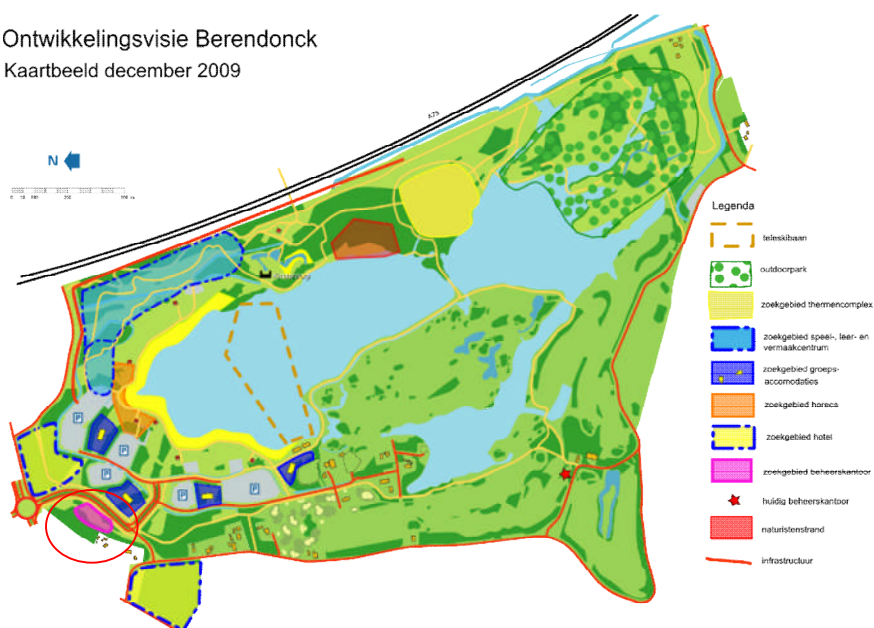 Ontwikkelingsvisie Berendonck
Kaartbeeld december 2009
A73
N
P
P
P
P
P
Legenda
teleskibaan
outdoorpark
zoekgebied thermencomplex
zoekgebied speel-, leer- en
vermaakcentrum
zoekgebied groeps-
accomodaties
zoekgebied horeca
zoekgebied hotel
zoekgebied beheerskantoor
huidig beheerskantoor
naturistenstrand
infrastructuur